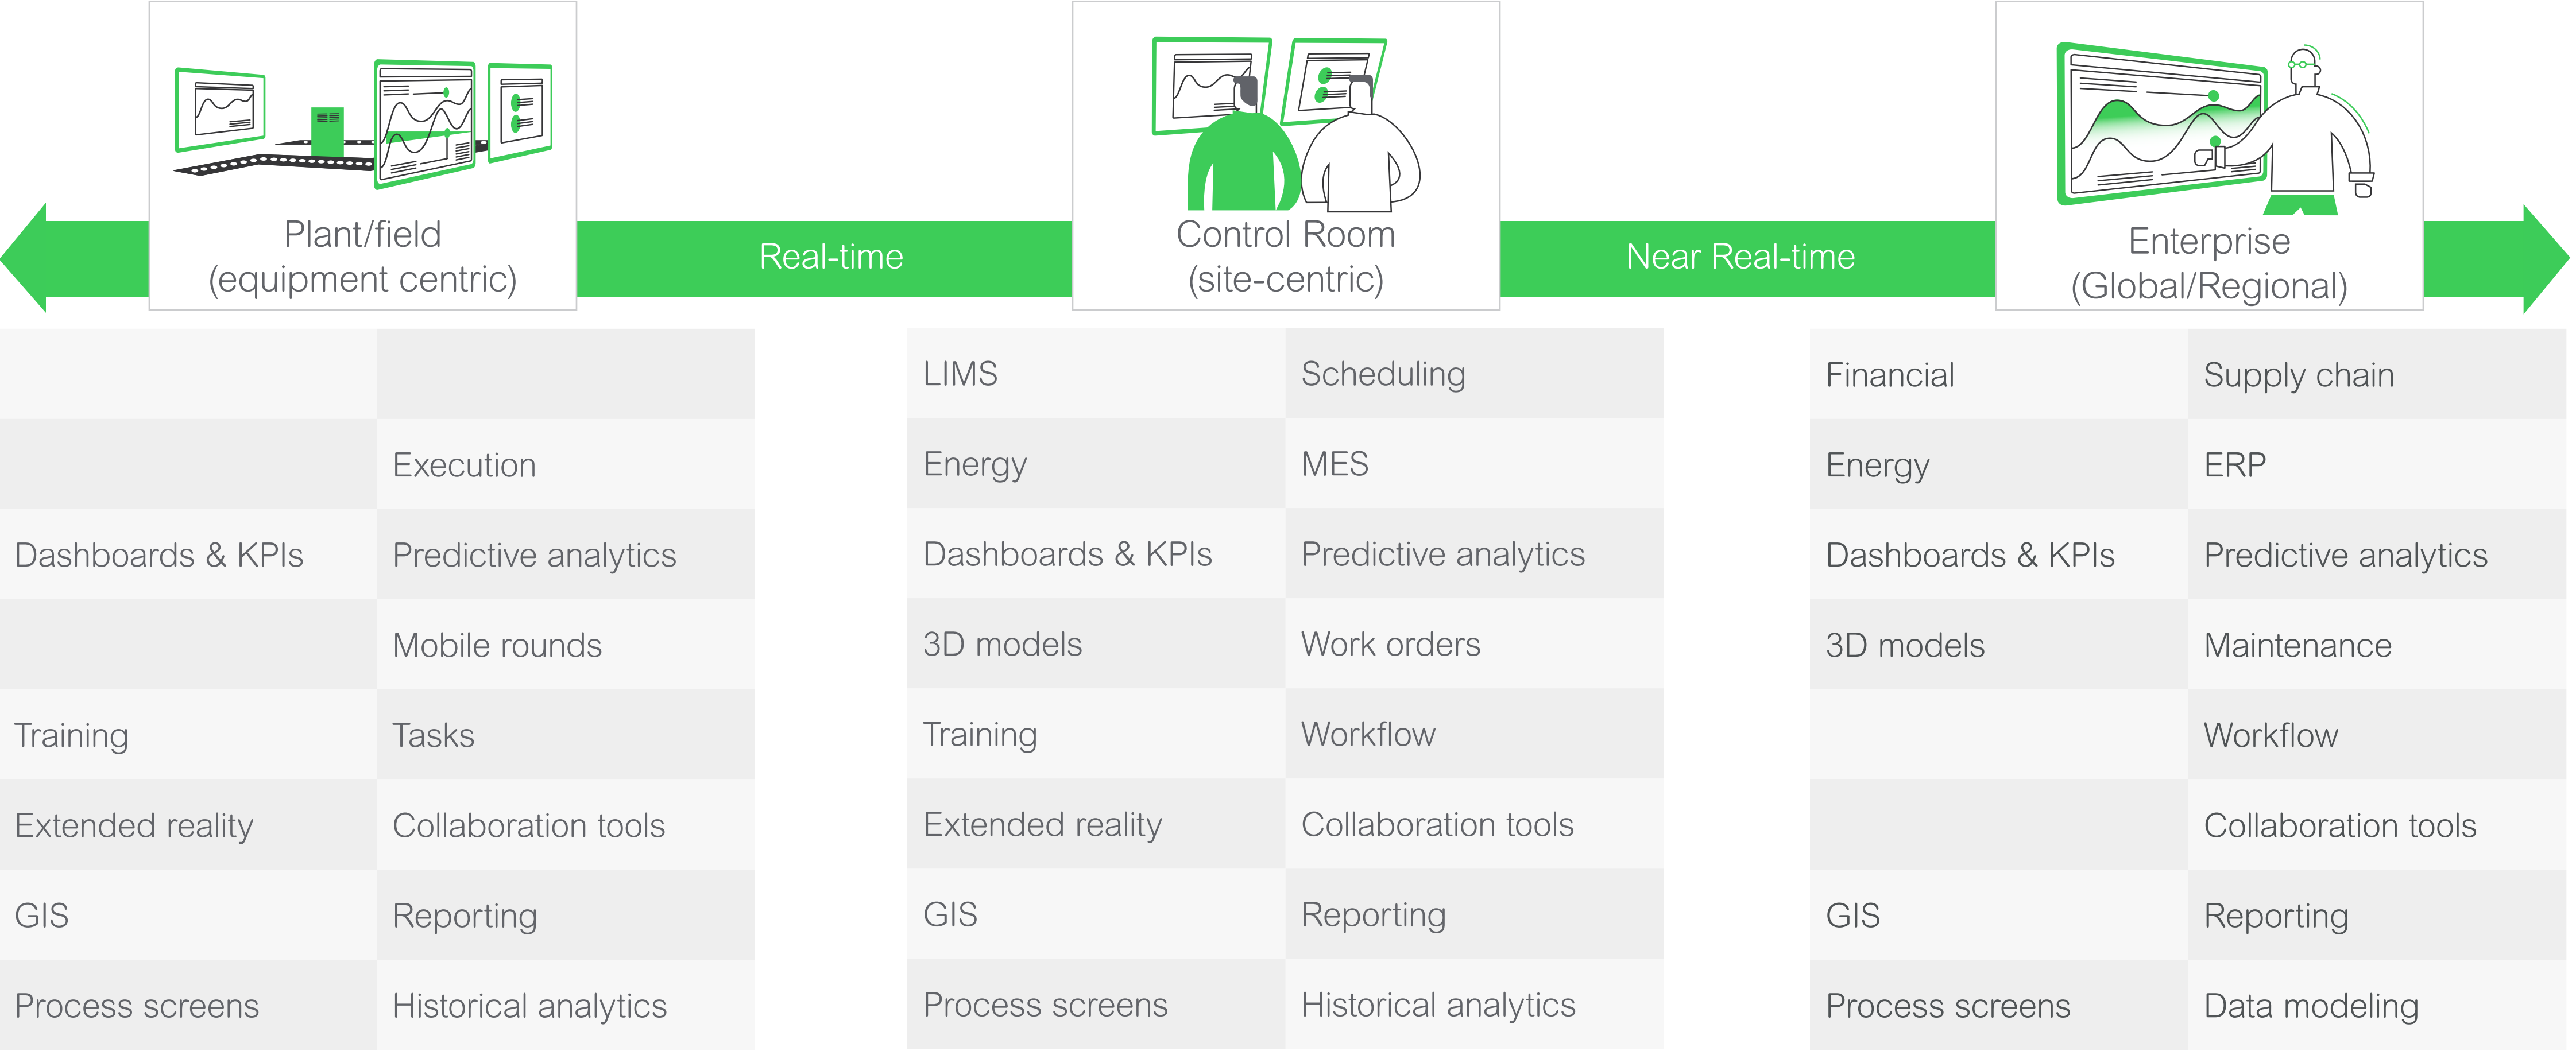 Plant/field
(equipment centric)
Real-time
Control Room
(site-centric)
Near Real-time
Enterprise
(Global/Regional)
Execution
Dashboards & KPIs
Predictive analytics
Mobile rounds
Training
Tasks
Extended reality
Collaboration tools
GIS
Reporting
Process screens
Historical analytics
LIMS
Scheduling
Energy
MES
Dashboards & KPIs
Predictive analytics
3D models
Work orders
Training
Workflow
Extended reality
Collaboration tools
GIS
Reporting
Process screens
Historical analytics
Financial
Supply chain
Energy
ERP
Dashboards & KPIs
Predictive analytics
3D models
Maintenance
Workflow
Collaboration tools
GIS
Reporting
Process screens
Data modeling